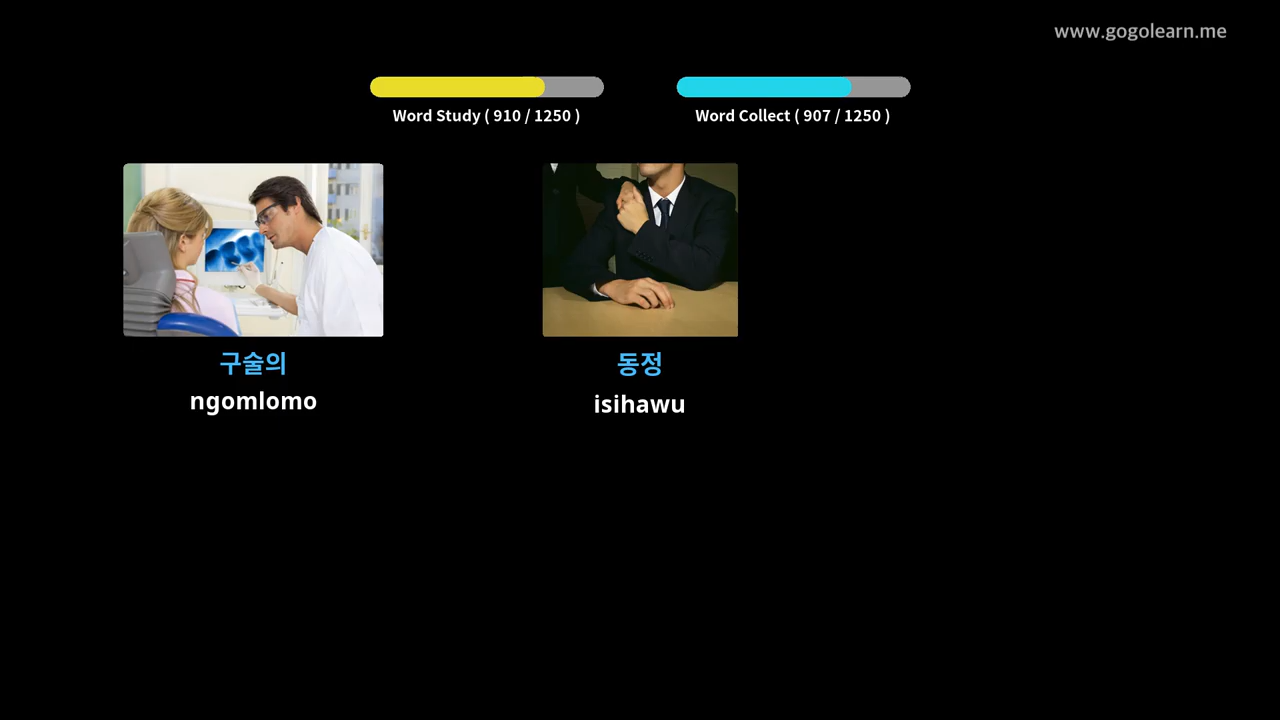 www.gogolearn.me
Word Study ( 910 / 1250 )
Word Collect ( 907 / 1250 )
구술의
ngomlomo
동정
isihawu